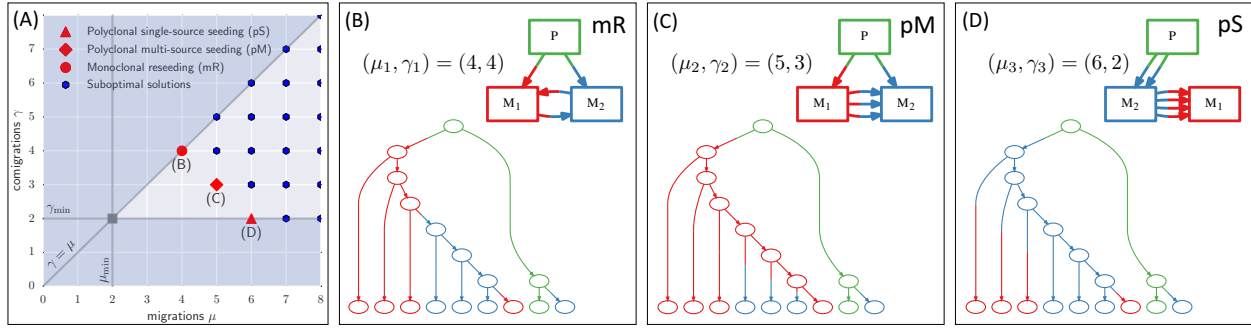 (A)
Polyclonal single-source seeding (pS)
Polyclonal multi-source seeding (pM)
Monoclonal reseeding (mR)
Suboptimal solutions
comigrations γ
7
6
5
4
3
2
1
0
γmin
γ = μ
μmin
(B)
(C)
(D)
0 1 2 3 4 5 6 7 8
migrations μ
(B)
mR
(μ₁, γ₁) = (4, 4)
P
M₁
M₂
(C)
pM
(μ₂, γ₂) = (5, 3)
P
M₁
M₂
(D)
pS
(μ₃, γ₃) = (6, 2)
P
M₂
M₁